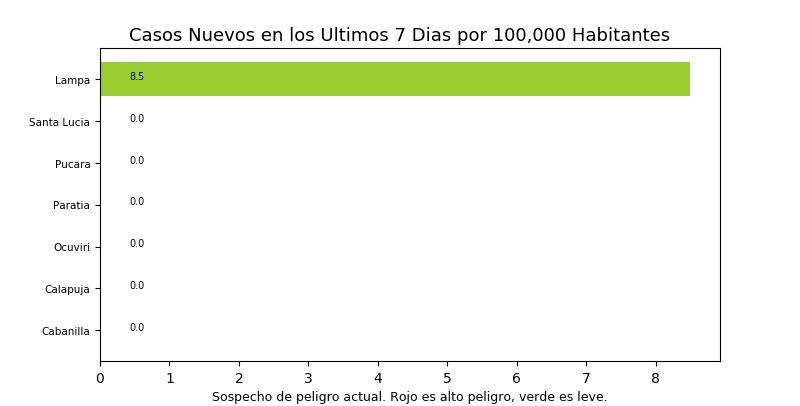 Casos Nuevos en los Ultimos 7 Dias por 100,000 Habitantes
Lampa 8.5
Santa Lucia 0.0
Pucara 0.0
Paratia 0.0
Ocuviri 0.0
Calapuja 0.0
Cabanilla 0.0
0 1 2 3 4 5 6 7 8
Sospecho de peligro actual. Rojo es alto peligro, verde es leve.